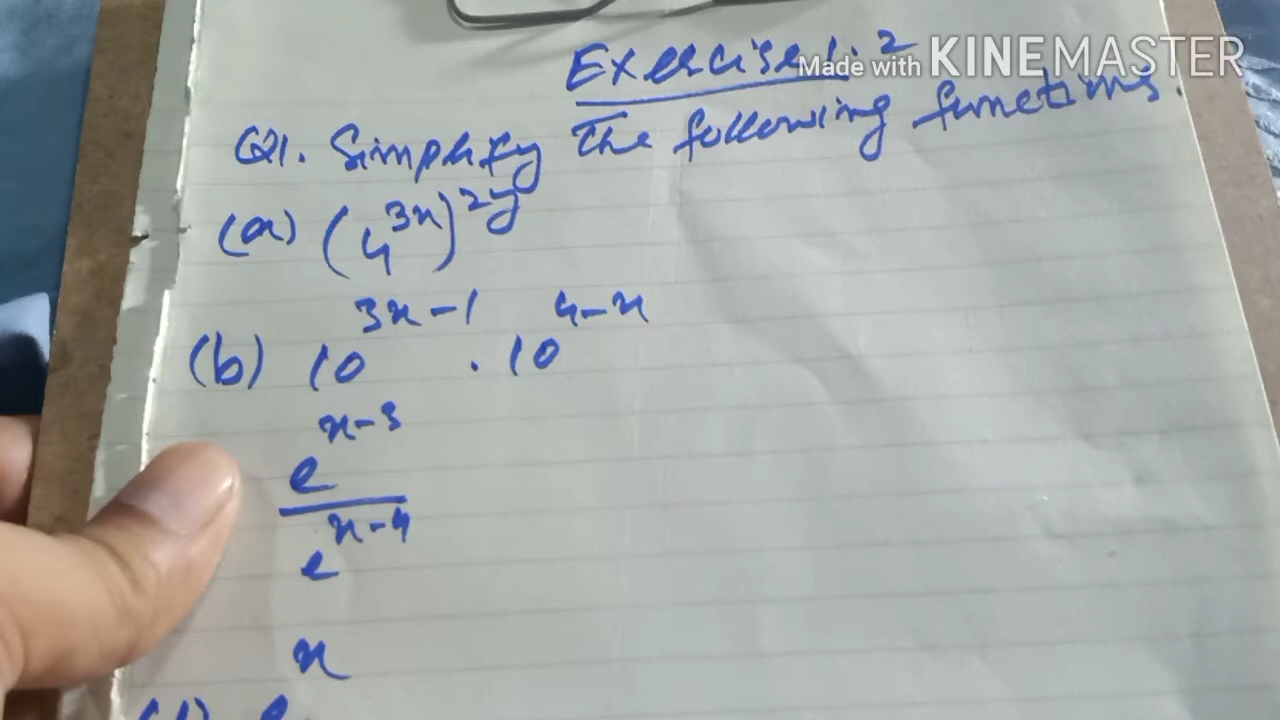 Exercise 1.2
Made with KINEMASTER
Q1. Simplify The following functions.
(a) (4^3x)^2y
(b) 10^3x-1 . 10^4-x
e^x-3
e^x-4
x
(d) e